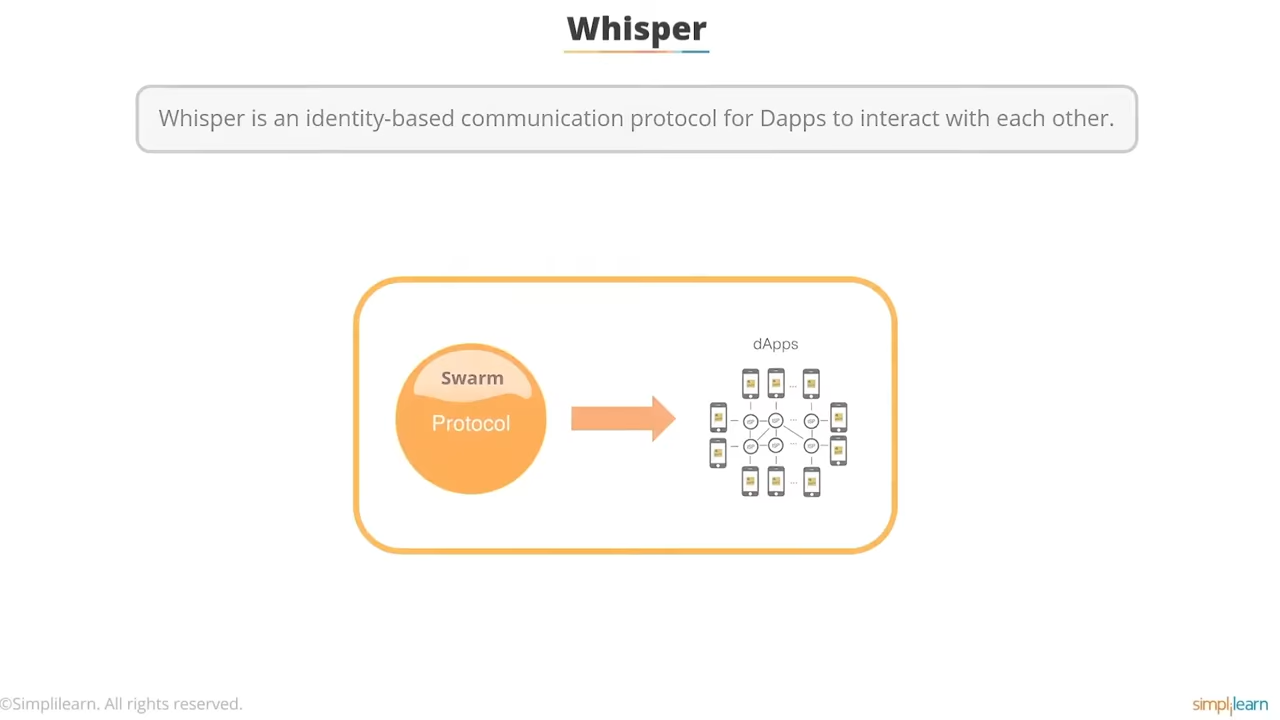 Whisper
Whisper is an identity-based communication protocol for Dapps to interact with each other.
dApps
Swarm
Protocol
©Simplilearn. All rights reserved.
simplilearn